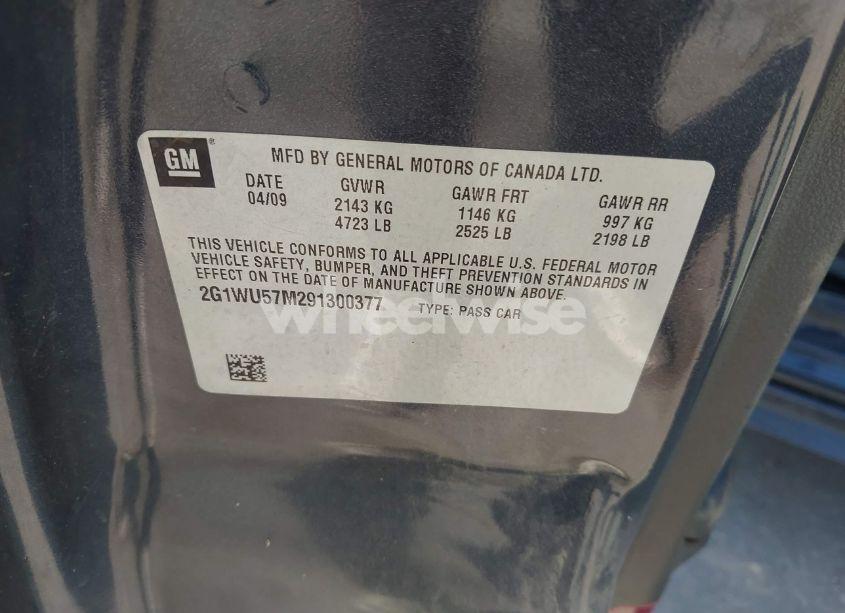 GM ®
MFD BY GENERAL MOTORS OF CANADA LTD.
DATE GVWR GAWR FRT GAWR RR
04/09 2143 KG 1146 KG 997 KG
4723 LB 2525 LB 2198 LB
THIS VEHICLE CONFORMS TO ALL APPLICABLE U.S. FEDERAL MOTOR
VEHICLE SAFETY, BUMPER, AND THEFT PREVENTION STANDARDS IN
EFFECT ON THE DATE OF MANUFACTURE SHOWN ABOVE.
2G1WU57M291300377 TYPE: PASS CAR
wheelwise